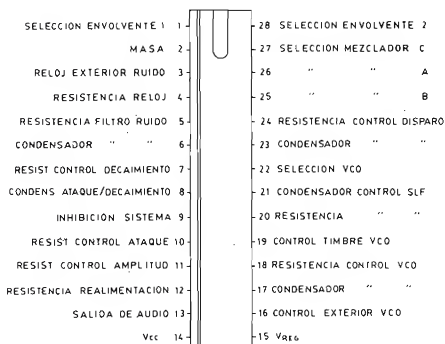 SELECCION ENVOLVENTE 1 1
MASA 2
RELOJ EXTERIOR RUIDO 3
RESISTENCIA RELOJ 4
RESISTENCIA FILTRO RUIDO 5
CONDENSADOR " " 6
RESIST CONTROL DECAIMIENTO 7
CONDENS ATAQUE/DECAIMIENTO 8
INHIBICIÓN SISTEMA 9
RESIST CONTROL ATAQUE 10
RESIST CONTROL AMPLITUD 11
RESISTENCIA REALIMENTACION 12
SALIDA DE AUDIO 13
Vcc 14
28 SELECCION ENVOLVENTE 2
27 SELECCION MEZCLADOR C
26 " " A
25 " " B
24 RESISTENCIA CONTROL DISPARO
23 CONDENSADOR " "
22 SELECCION VCO
21 CONDENSADOR CONTROL SLF
20 RESISTENCIA " "
19 CONTROL TIMBRE VCO
18 RESISTENCIA CONTROL VCO
17 CONDENSADOR " "
16 CONTROL EXTERIOR VCO
15 VREG